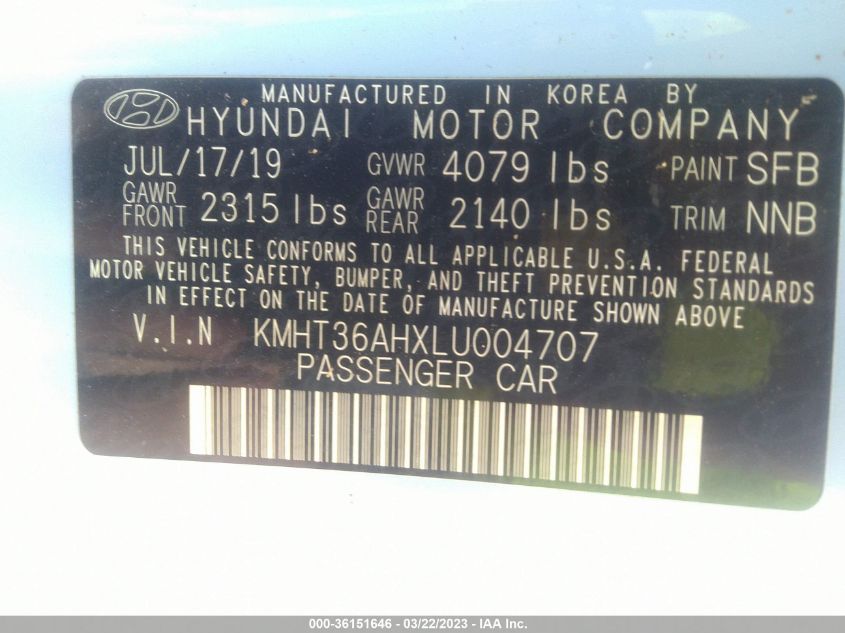 MANUFACTURED IN KOREA BY
HYUNDAI MOTOR COMPANY
JUL/17/19 GVWR 4079 lbs PAINT SFB
GAWR FRONT 2315 lbs GAWR REAR 2140 lbs TRIM NNB
THIS VEHICLE CONFORMS TO ALL APPLICABLE U.S.A. FEDERAL
MOTOR VEHICLE SAFETY, BUMPER, AND THEFT PREVENTION STANDARDS
IN EFFECT ON THE DATE OF MANUFACTURE SHOWN ABOVE
V.I.N KMHT36AHXLU004707
PASSENGER CAR
000-36151646 — 03/22/2023 — IAA Inc.